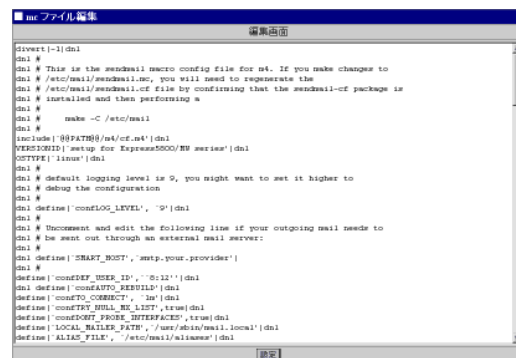 mc ファイル編集
編集画面
divert(-1)dnl
dnl #
dnl # This is the sendmail macro config file for m4. If you make changes to
dnl # /etc/mail/sendmail.mc, you will need to regenerate the
dnl # /etc/mail/sendmail.cf file by confirming that the sendmail-cf package is
dnl # installed and then performing a
dnl #
dnl #     make -C /etc/mail
dnl #
include(`@@PATH@@/m4/cf.m4')dnl
VERSIONID(`setup for Express5800/MW series')dnl
OSTYPE(`linux')dnl
dnl #
dnl # default logging level is 9, you might want to set it higher to
dnl # debug the configuration
dnl #
dnl define(`confLOG_LEVEL', `9')dnl
dnl #
dnl # Uncomment and edit the following line if your outgoing mail needs to
dnl # be sent out through an external mail server:
dnl #
dnl define(`SMART_HOST',`smtp.your.provider')
dnl #
define(`confDEF_USER_ID',``8:12'')dnl
dnl define(`confAUTO_REBUILD')dnl
define(`confTO_CONNECT', `1m')dnl
define(`confTRY_NULL_MX_LIST',true)dnl
define(`confDONT_PROBE_INTERFACES',true)dnl
define(`LOCAL_MAILER_PATH',`/usr/sbin/mail.local')dnl
define(`ALIAS_FILE', `/etc/mail/aliases')dnl
設定